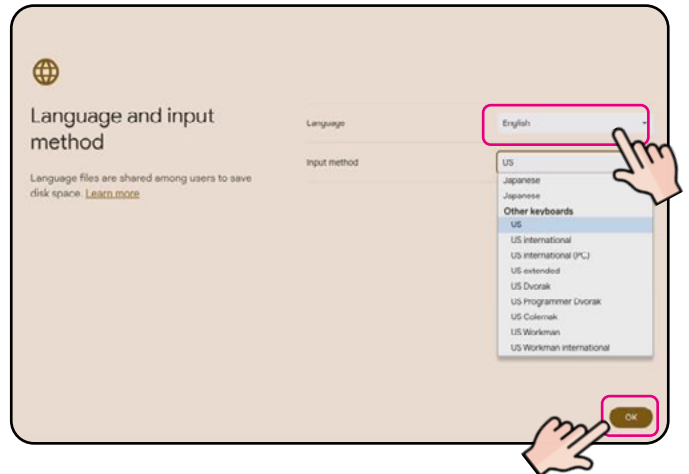 Language and input
method
Language files are shared among users to save
disk space. Learn more
Language
English
Input method
US
Japanese
Japanese
Other keyboards
US
US international
US international (PC)
US extended
US Dvorak
US Programmer Dvorak
US Colemak
US Workman
US Workman international
OK